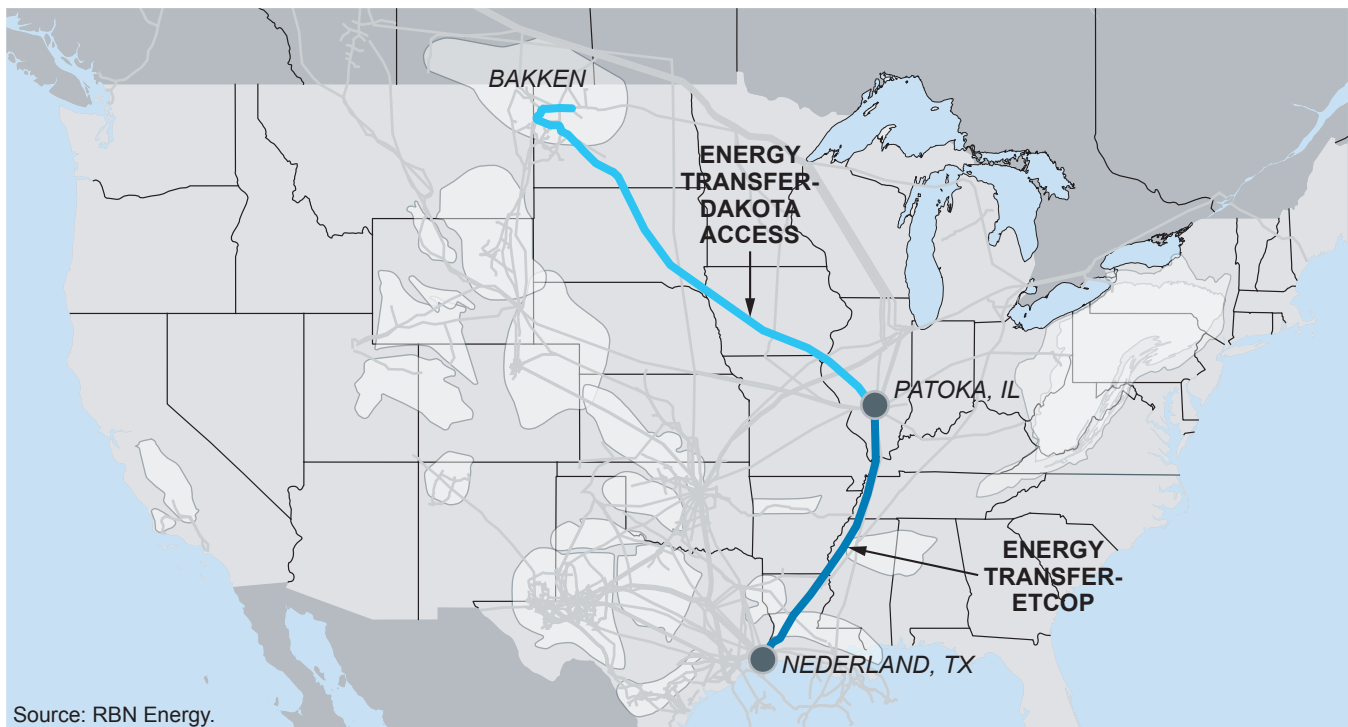 BAKKEN
ENERGY
TRANSFER-
DAKOTA
ACCESS
PATOKA, IL
ENERGY
TRANSFER-
ETCOP
NEDERLAND, TX
Source: RBN Energy.